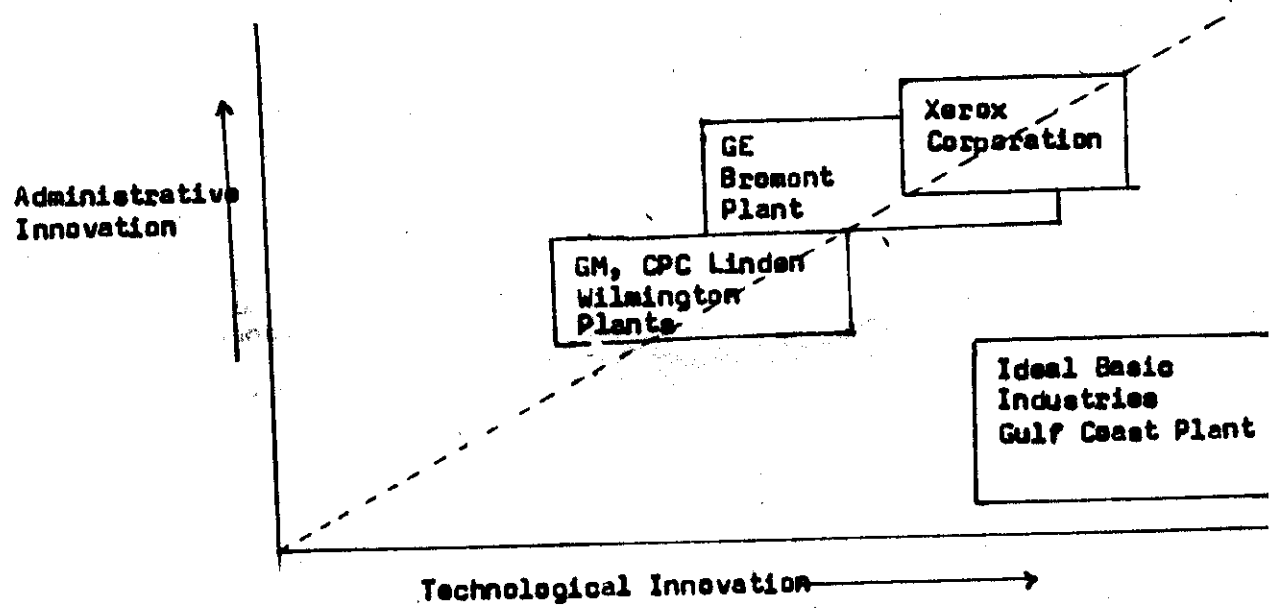 Xerox
Corporation
GE
Bromont
Plant
Administrative
Innovation
GM, CPC Linden
Wilmington
Plants
Ideal Basic
Industries
Gulf Coast Plant
Technological Innovation